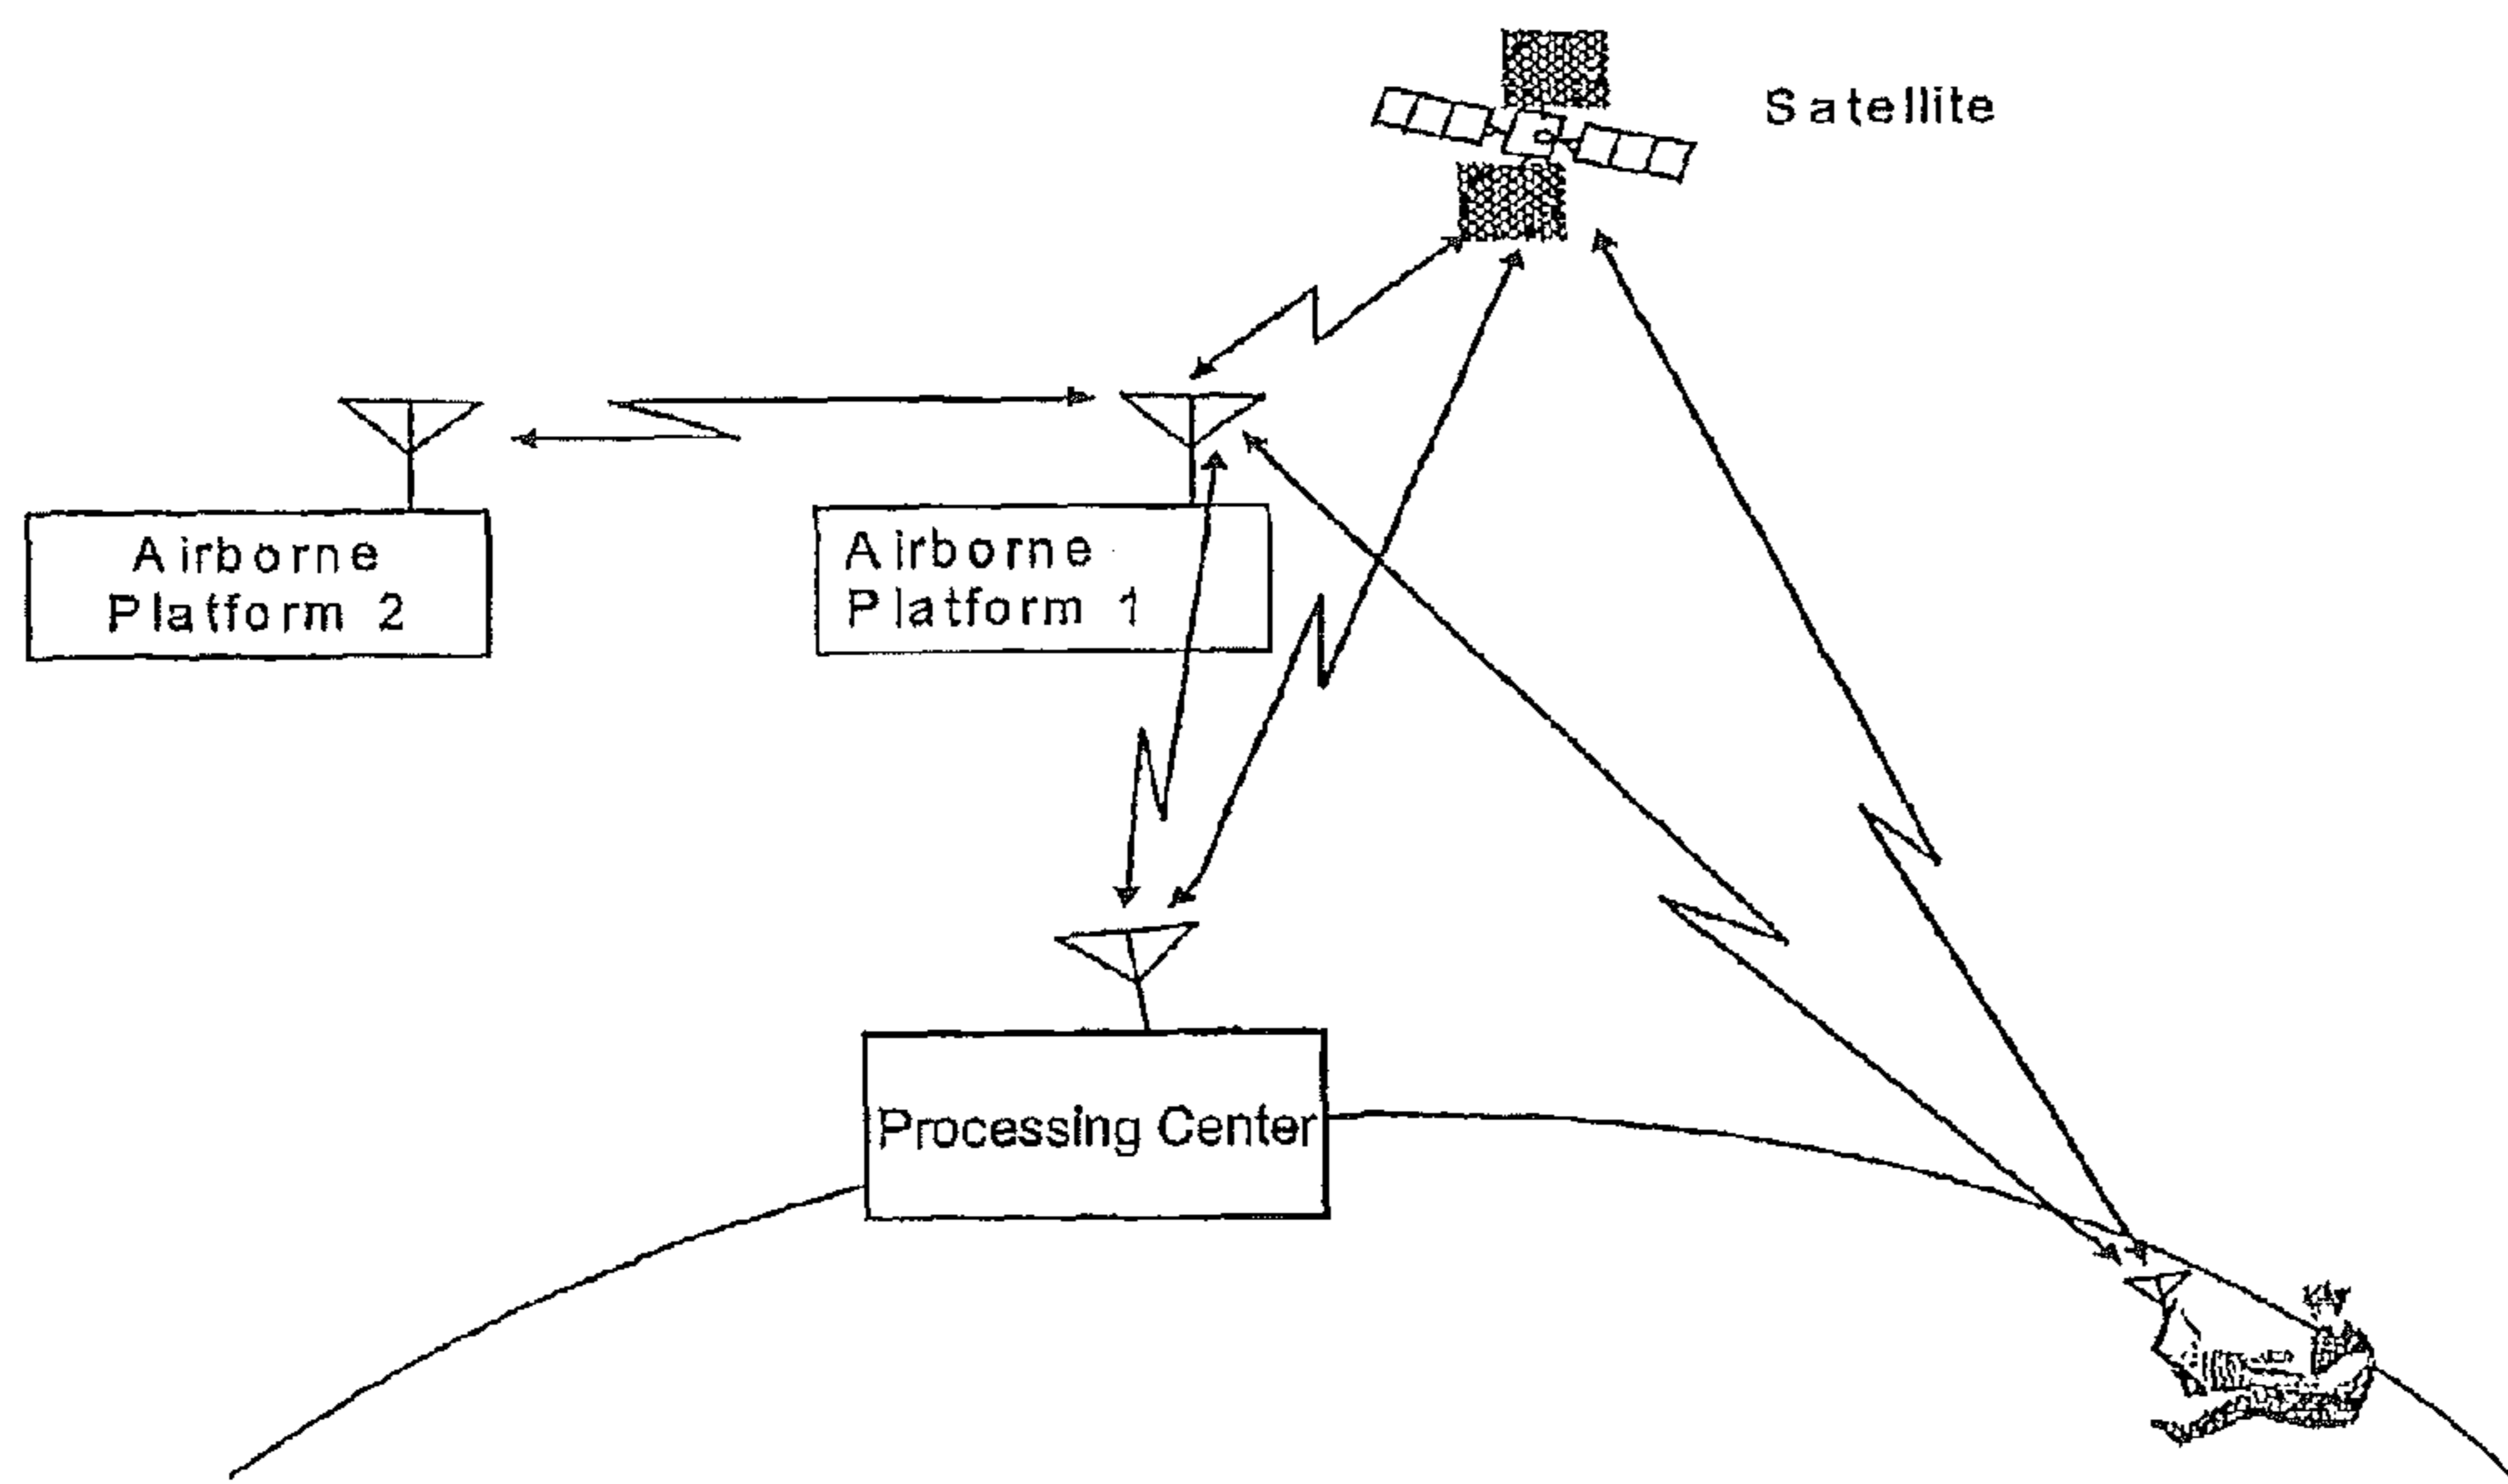 Satellite
Airborne
Platform 2
Airborne
Platform 1
Processing Center